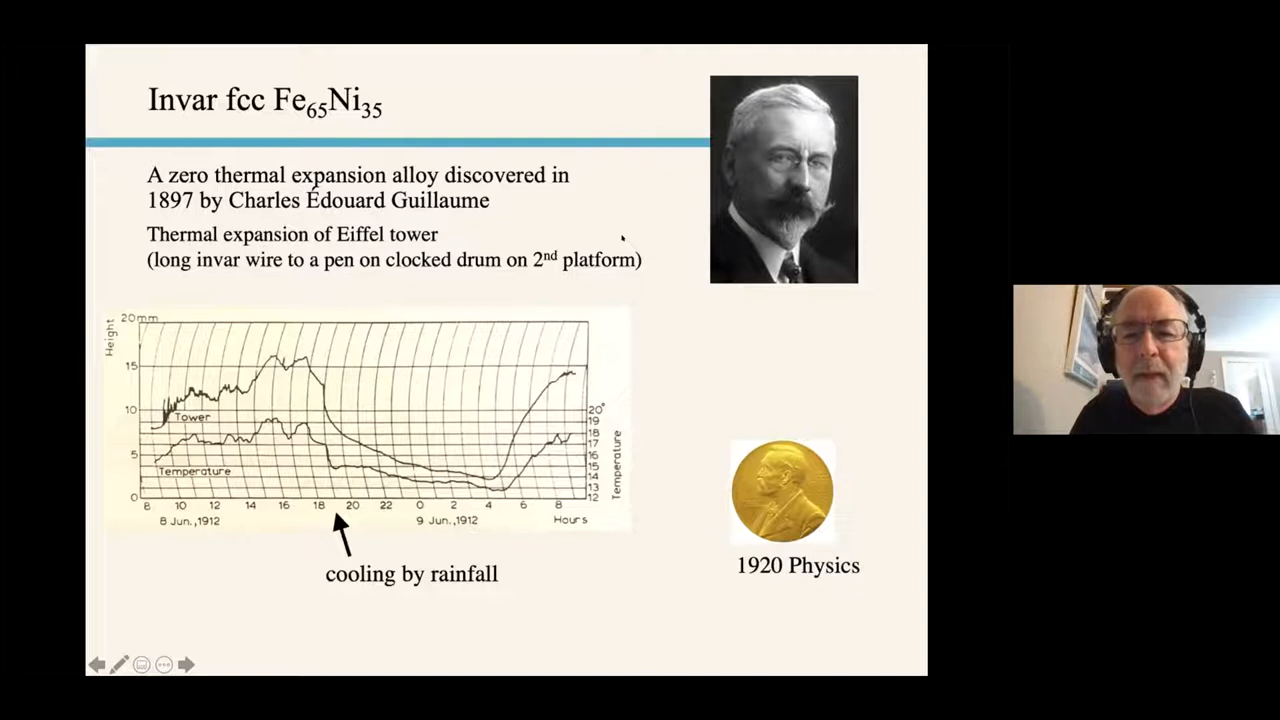 Invar fcc Fe65Ni35
A zero thermal expansion alloy discovered in
1897 by Charles Édouard Guillaume
Thermal expansion of Eiffel tower
(long invar wire to a pen on clocked drum on 2nd platform)
20mm
Height
15
10
5
0
Tower
Temperature
20°
19
18
17
16
15
14
13
12
Temperature
8 10 12 14 16 18 20 22 0 2 4 6 8
8 Jun.,1912 9 Jun.,1912 Hours
cooling by rainfall
1920 Physics